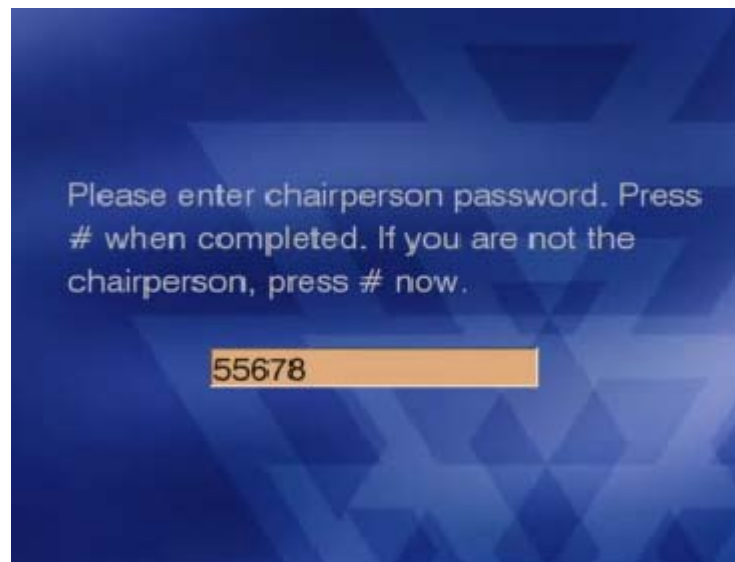 Please enter chairperson password. Press
# when completed. If you are not the
chairperson, press # now.
55678